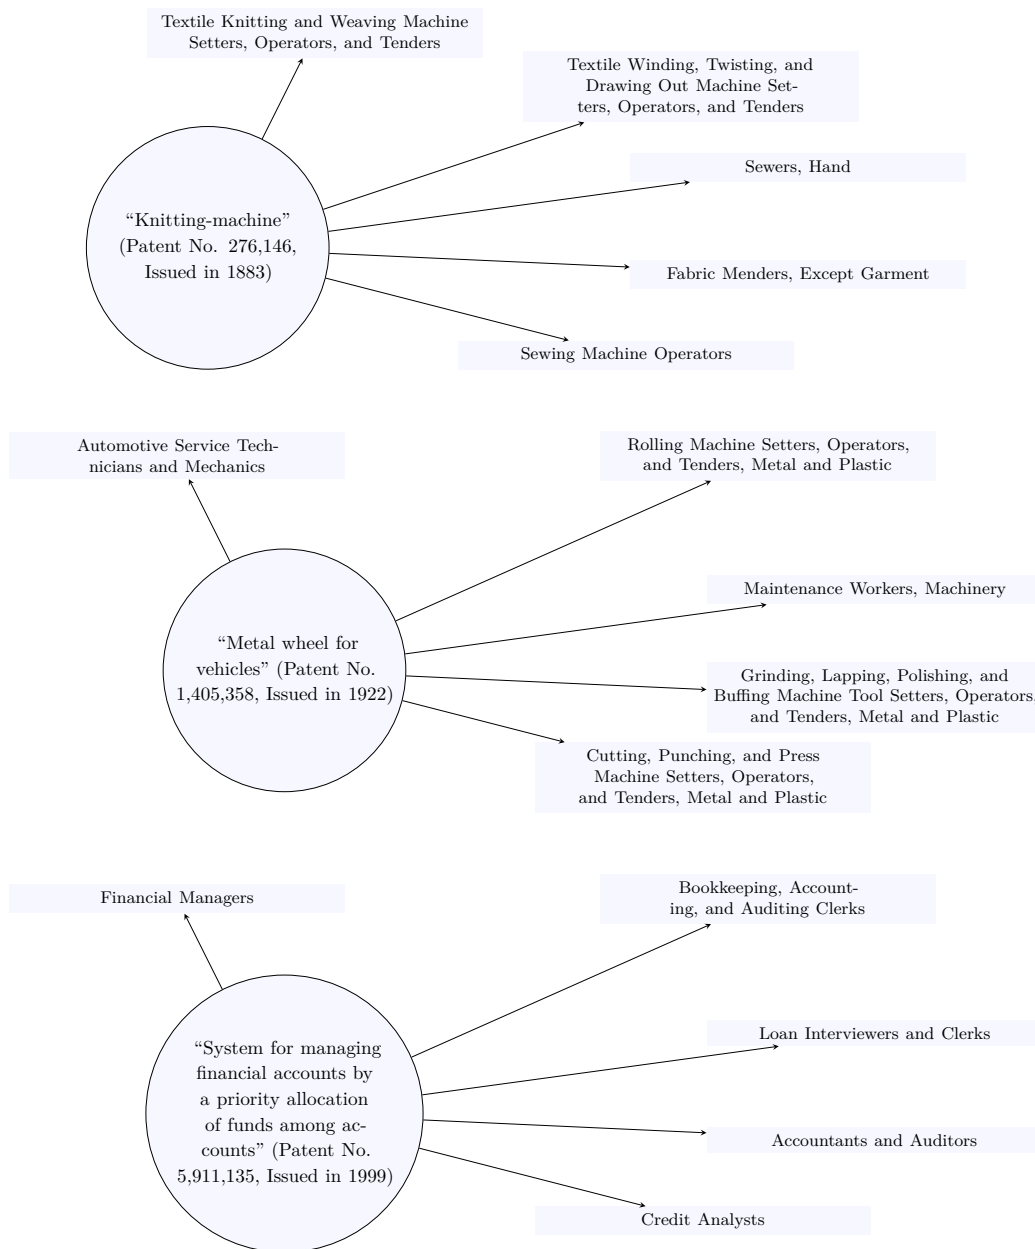 Textile Knitting and Weaving Machine
Setters, Operators, and Tenders
Textile Winding, Twisting, and
Drawing Out Machine Set-
ters, Operators, and Tenders
Sewers, Hand
“Knitting-machine”
(Patent No. 276,146,
Issued in 1883)
Fabric Menders, Except Garment
Sewing Machine Operators
Automotive Service Tech-
nicians and Mechanics
Rolling Machine Setters, Operators,
and Tenders, Metal and Plastic
Maintenance Workers, Machinery
“Metal wheel for
vehicles” (Patent No.
1,405,358, Issued in 1922)
Grinding, Lapping, Polishing, and
Buffing Machine Tool Setters, Operators,
and Tenders, Metal and Plastic
Cutting, Punching, and Press
Machine Setters, Operators,
and Tenders, Metal and Plastic
Financial Managers
Bookkeeping, Account-
ing, and Auditing Clerks
Loan Interviewers and Clerks
“System for managing
financial accounts by
a priority allocation
of funds among ac-
counts” (Patent No.
5,911,135, Issued in 1999)
Accountants and Auditors
Credit Analysts